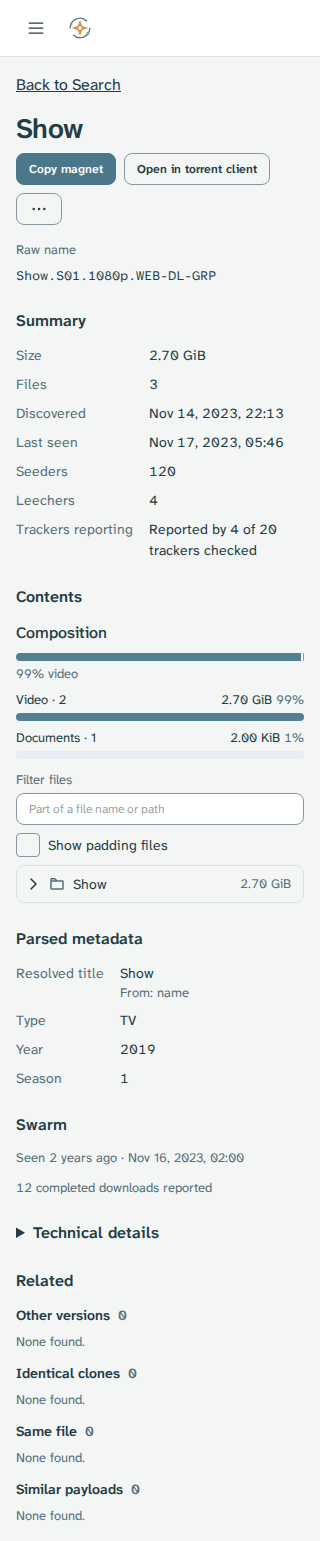 Back to Search
Show
Copy magnet
Open in torrent client
...
Raw name
Show.S01.1080p.WEB-DL-GRP
Summary
Size 2.70 GiB
Files 3
Discovered Nov 14, 2023, 22:13
Last seen Nov 17, 2023, 05:46
Seeders 120
Leechers 4
Trackers reporting Reported by 4 of 20
trackers checked
Contents
Composition
99% video
Video · 2 2.70 GiB 99%
Documents · 1 2.00 KiB 1%
Filter files
Part of a file name or path
Show padding files
Show 2.70 GiB
Parsed metadata
Resolved title Show
From: name
Type TV
Year 2019
Season 1
Swarm
Seen 2 years ago · Nov 16, 2023, 02:00
12 completed downloads reported
Technical details
Related
Other versions 0
None found.
Identical clones 0
None found.
Same file 0
None found.
Similar payloads 0
None found.